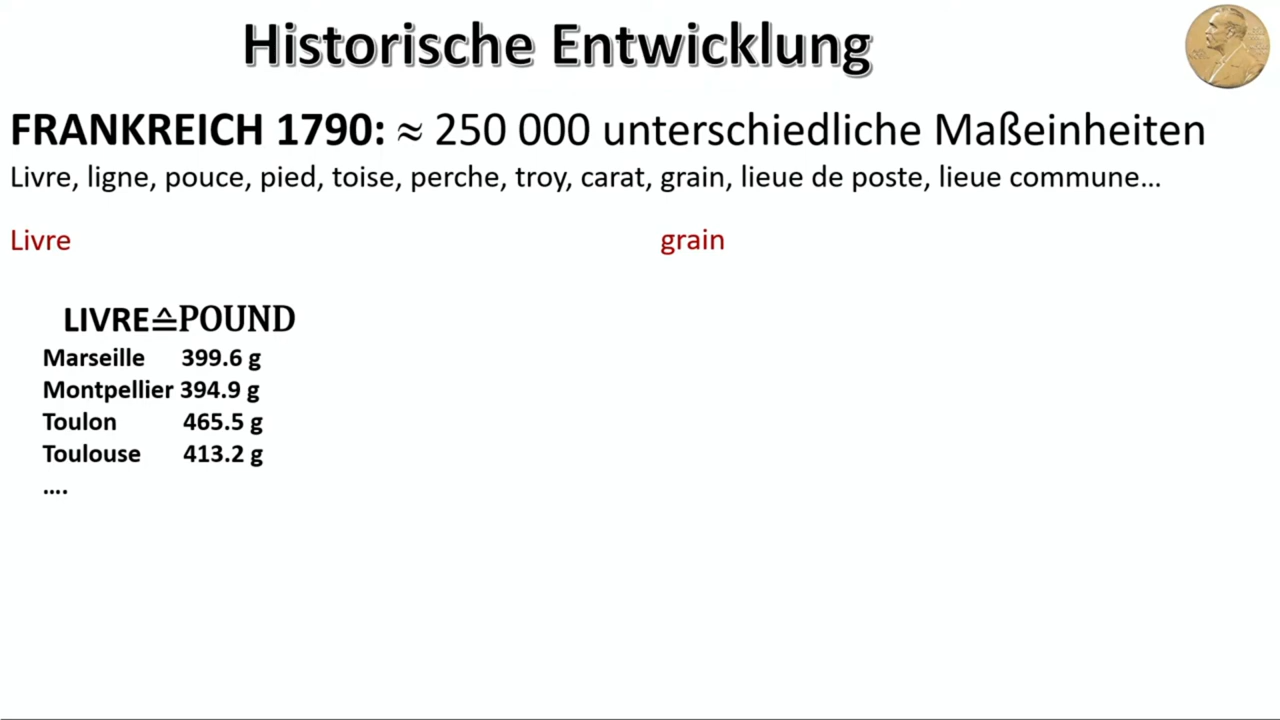 Historische Entwicklung
FRANKREICH 1790: ≈ 250 000 unterschiedliche Maßeinheiten
Livre, ligne, pouce, pied, toise, perche, troy, carat, grain, lieue de poste, lieue commune...
Livre
grain
LIVRE≙POUND
Marseille 399.6 g
Montpellier 394.9 g
Toulon 465.5 g
Toulouse 413.2 g
....